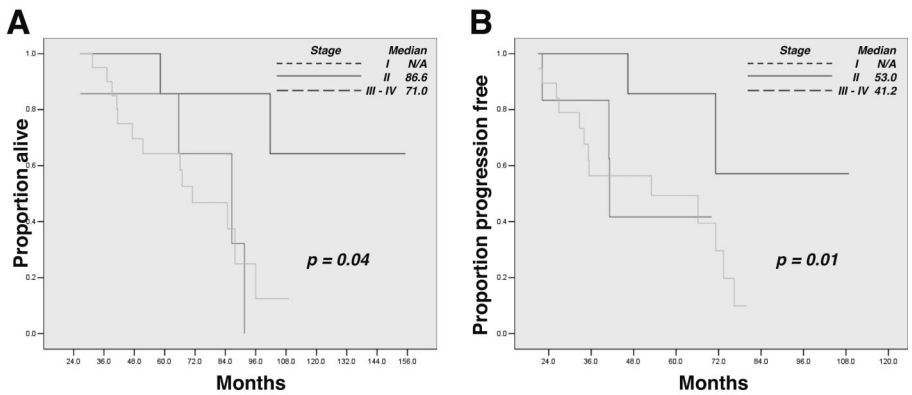 A
Stage Median
I N/A
II 86.6
III - IV 71.0
1.0
0.8
0.6
0.4
0.2
0.0
Proportion alive
p = 0.04
24.0 36.0 48.0 60.0 72.0 84.0 96.0 108.0 120.0 132.0 144.0 156.0
Months
B
Stage Median
I N/A
II 53.0
III - IV 41.2
1.0
0.8
0.6
0.4
0.2
0.0
Proportion progression free
p = 0.01
24.0 36.0 48.0 60.0 72.0 84.0 96.0 108.0 120.0
Months